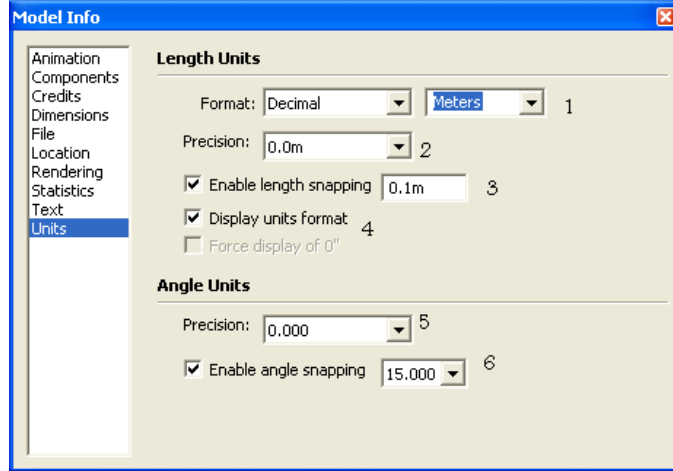 Model Info
Animation
Components
Credits
Dimensions
File
Location
Rendering
Statistics
Text
Units
Length Units
Format: Decimal Meters 1
Precision: 0.0m 2
Enable length snapping 0.1m 3
Display units format 4
Force display of 0"
Angle Units
Precision: 0.000 5
Enable angle snapping 15.000 6